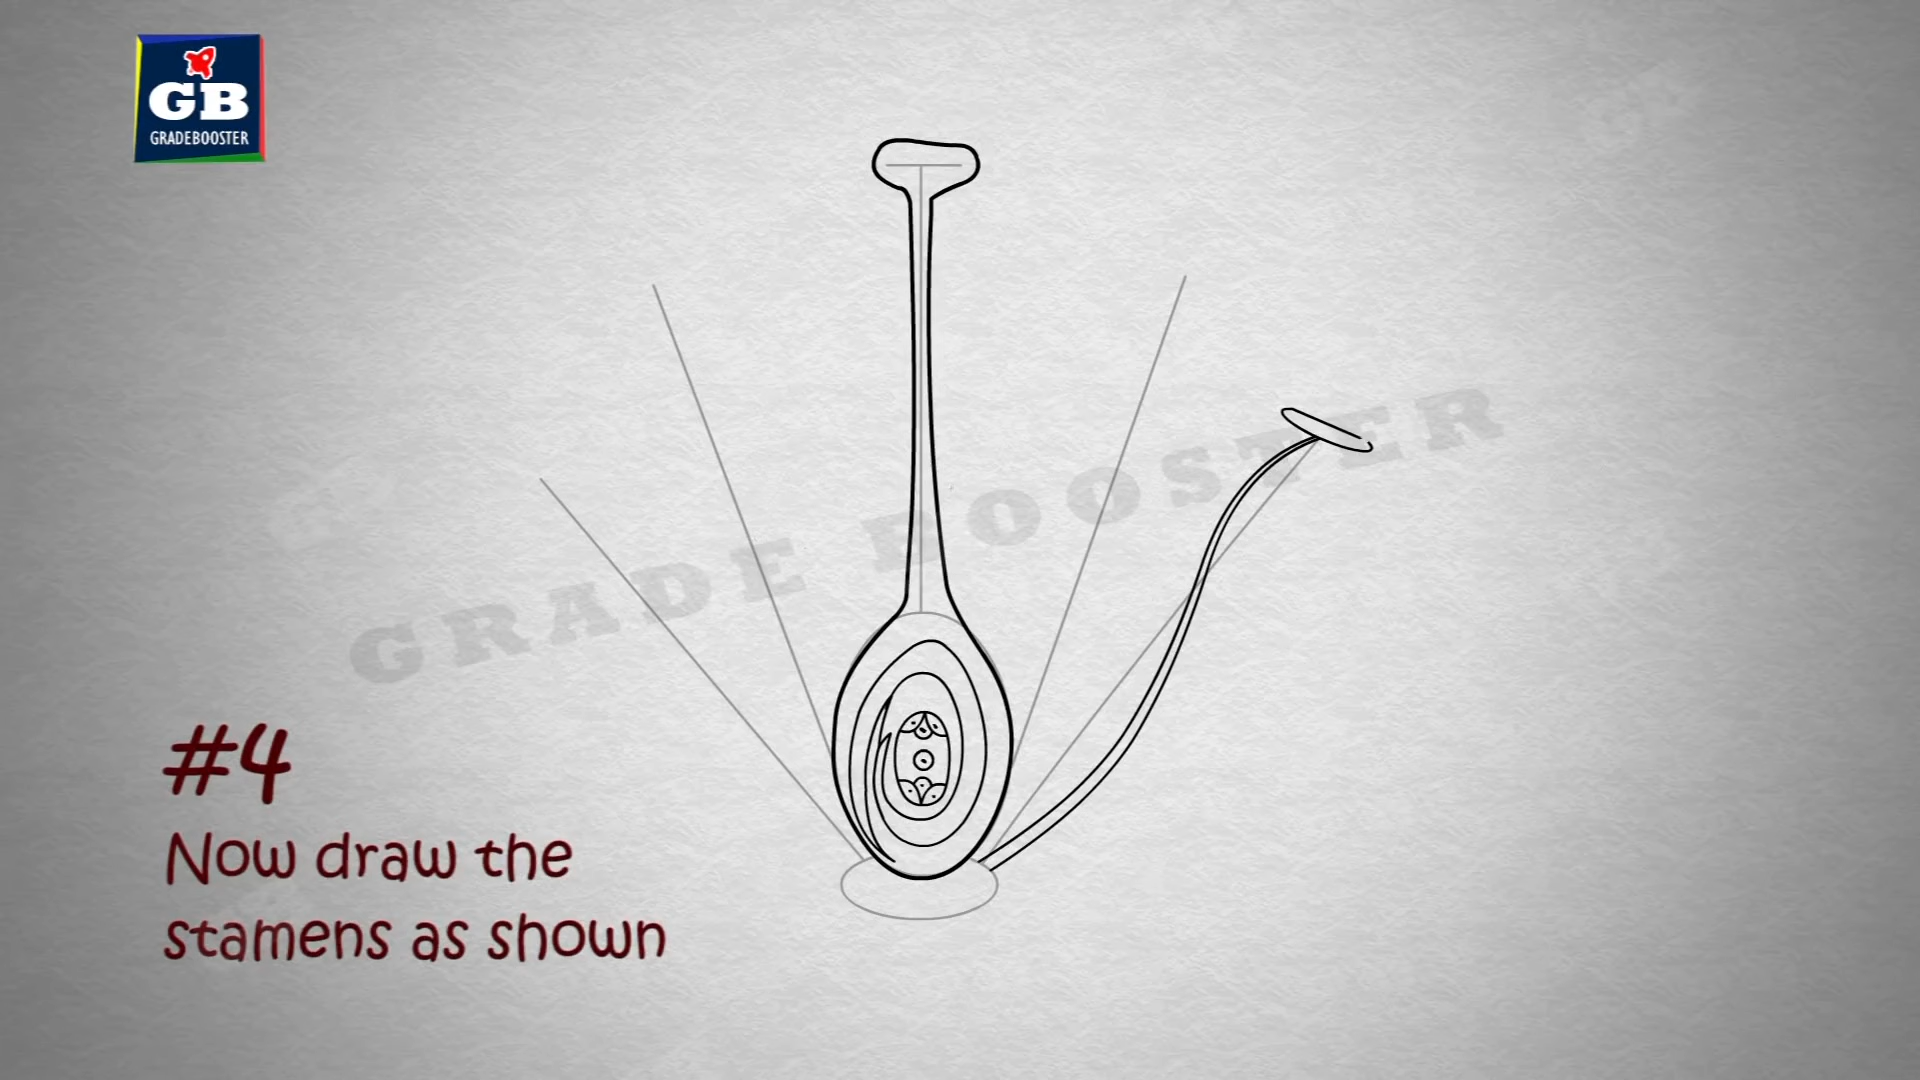 GB
GRADEBOOSTER
GRADE BOOSTER
#4
Now draw the
stamens as shown